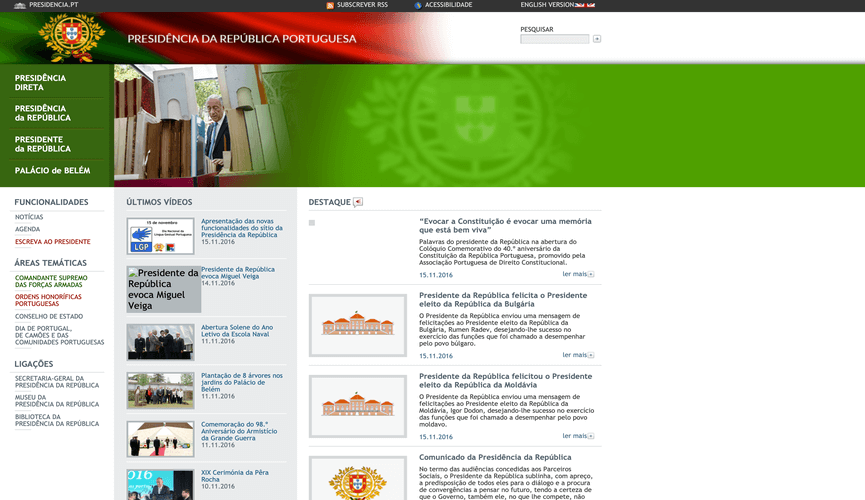 PRESIDENCIA.PT
SUBSCREVER RSS
ACESSIBILIDADE
ENGLISH VERSION
PRESIDÊNCIA DA REPÚBLICA PORTUGUESA
PESQUISAR
PRESIDÊNCIA
DIRETA
PRESIDÊNCIA
da REPÚBLICA
PRESIDENTE
da REPÚBLICA
PALÁCIO de BELÉM
FUNCIONALIDADES
NOTÍCIAS
AGENDA
ESCREVA AO PRESIDENTE
ÁREAS TEMÁTICAS
COMANDANTE SUPREMO
DAS FORÇAS ARMADAS
ORDENS HONORÍFICAS
PORTUGUESAS
CONSELHO DE ESTADO
DIA DE PORTUGAL,
DE CAMÕES E DAS
COMUNIDADES PORTUGUESAS
LIGAÇÕES
SECRETARIA-GERAL DA
PRESIDÊNCIA DA REPÚBLICA
MUSEU DA
PRESIDÊNCIA DA REPÚBLICA
BIBLIOTECA DA
PRESIDÊNCIA DA REPÚBLICA
ÚLTIMOS VÍDEOS
15 de novembro
LGP
Apresentação das novas
funcionalidades do sítio da
Presidência da República
15.11.2016
Presidente da
República
evoca Miguel
Veiga
Presidente da República
evoca Miguel Veiga
14.11.2016
Abertura Solene do Ano
Letivo da Escola Naval
11.11.2016
Plantação de 8 árvores nos
jardins do Palácio de
Belém
11.11.2016
Comemoração do 98.º
Aniversário do Armistício
da Grande Guerra
11.11.2016
XIX Cerimónia da Pêra
Rocha
10.11.2016
DESTAQUE
“Evocar a Constituição é evocar uma memória
que está bem viva”
Palavras do presidente da República na abertura do
Colóquio Comemorativo do 40.º aniversário da
Constituição da República Portuguesa, promovido pela
Associação Portuguesa de Direito Constitucional.
15.11.2016
ler mais
Presidente da República felicita o Presidente
eleito da República da Bulgária
O Presidente da República enviou uma mensagem de
felicitações ao Presidente eleito da República da
Bulgária, Rumen Radev, desejando-lhe sucesso no
exercício das funções que foi chamado a desempenhar
pelo povo búlgaro.
15.11.2016
ler mais
Presidente da República felicitou o Presidente
eleito da República da Moldávia
O Presidente da República enviou uma mensagem de
felicitações ao Presidente eleito da República da
Moldávia, Igor Dodon, desejando-lhe sucesso no exercício
das funções que foi chamado a desempenhar pelo povo
moldavo.
15.11.2016
ler mais
Comunicado da Presidência da República
No termo das audiências concedidas aos Parceiros
Sociais, o Presidente da República sublinha, com apreço,
a predisposição de todos eles para o diálogo e a procura
de convergências a pensar no futuro, tendo a certeza de
que o Governo, também ele, no que lhe compete, não